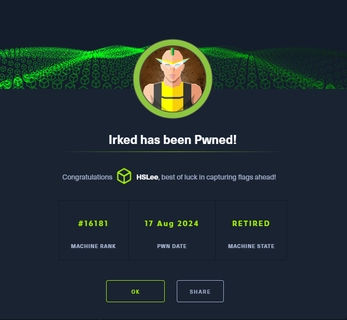 Irked has been Pwned!
Congratulations HSLee, best of luck in capturing flags ahead!
#16181 17 Aug 2024 RETIRED
MACHINE RANK PWN DATE MACHINE STATE
OK SHARE